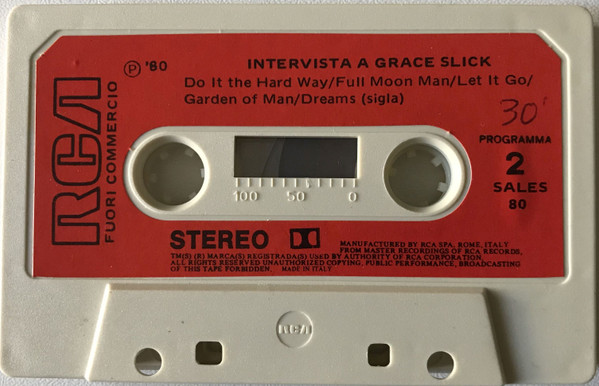 RCA
FUORI COMMERCIO
℗ '80
INTERVISTA A GRACE SLICK
Do It the Hard Way/Full Moon Man/Let It Go/
Garden of Man/Dreams (sigla)
30'
PROGRAMMA
2
SALES
80
100 50 0
STEREO
MANUFACTURED BY RCA SPA, ROME, ITALY
FROM MASTER RECORDINGS OF RCA RECORDS.
TM(S) (R) MARCA(S) REGISTRADA(S) USED BY AUTHORITY OF RCA CORPORATION.
ALL RIGHTS RESERVED UNAUTHORIZED COPYING, PUBLIC PERFORMANCE, BROADCASTING
OF THIS TAPE FORBIDDEN. MADE IN ITALY
RCA